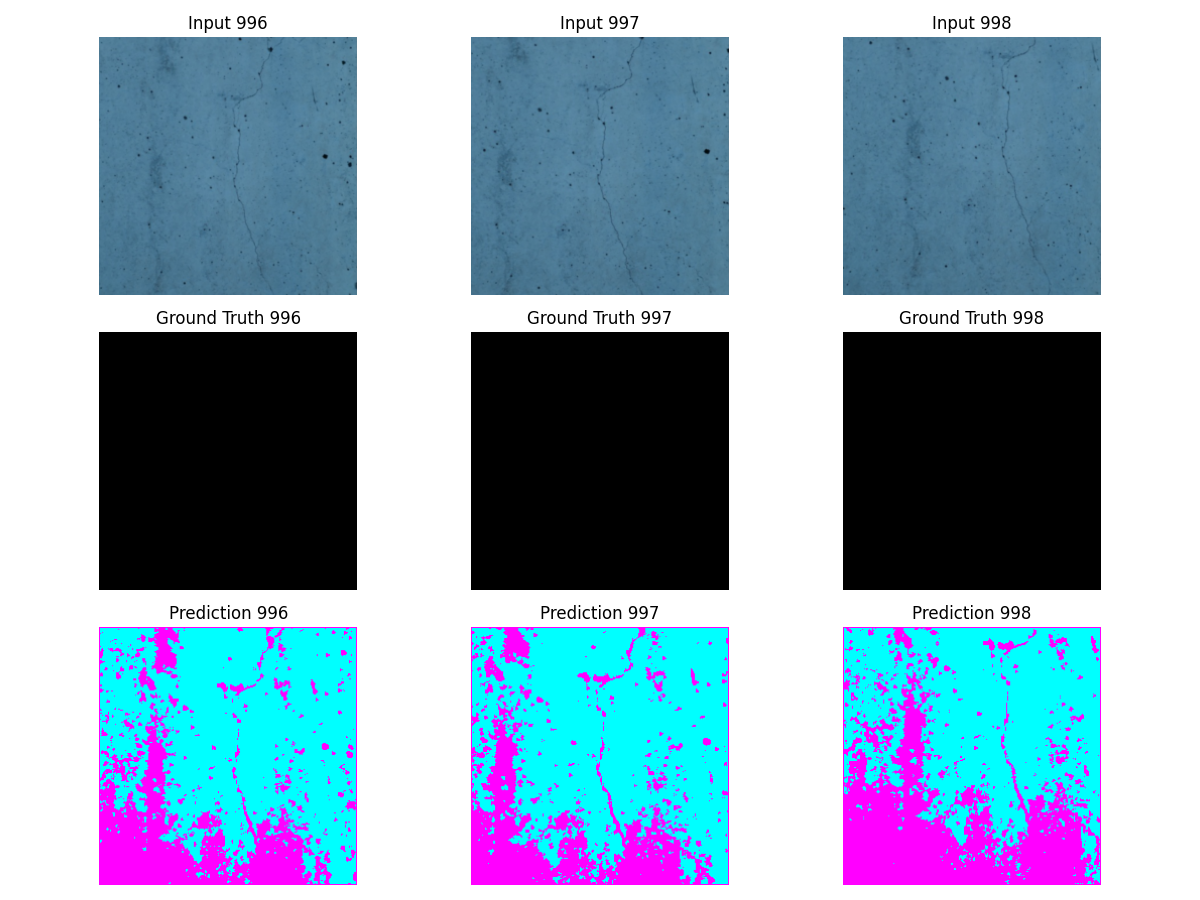 Input 996
Input 997
Input 998
Ground Truth 996
Ground Truth 997
Ground Truth 998
Prediction 996
Prediction 997
Prediction 998